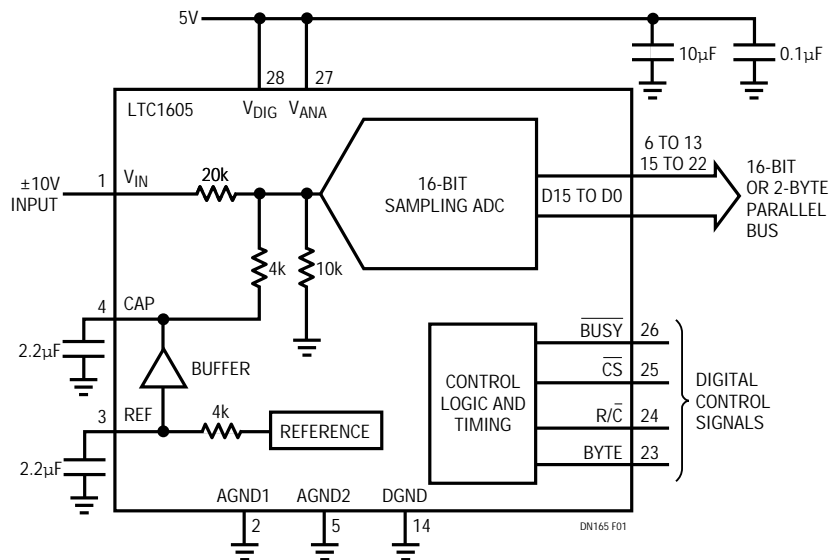 5V
10µF
0.1µF
28
27
LTC1605
V_DIG
V_ANA
6 TO 13
15 TO 22
±10V
INPUT
1
V_IN
20k
16-BIT
SAMPLING ADC
D15 TO D0
16-BIT
OR 2-BYTE
PARALLEL
BUS
4k
10k
4
CAP
2.2µF
BUFFER
3
REF
4k
REFERENCE
2.2µF
CONTROL
LOGIC AND
TIMING
B̅U̅S̅Y̅
26
C̅S̅
25
R/C̅
24
BYTE
23
DIGITAL
CONTROL
SIGNALS
AGND1
AGND2
DGND
2
5
14
DN165 F01